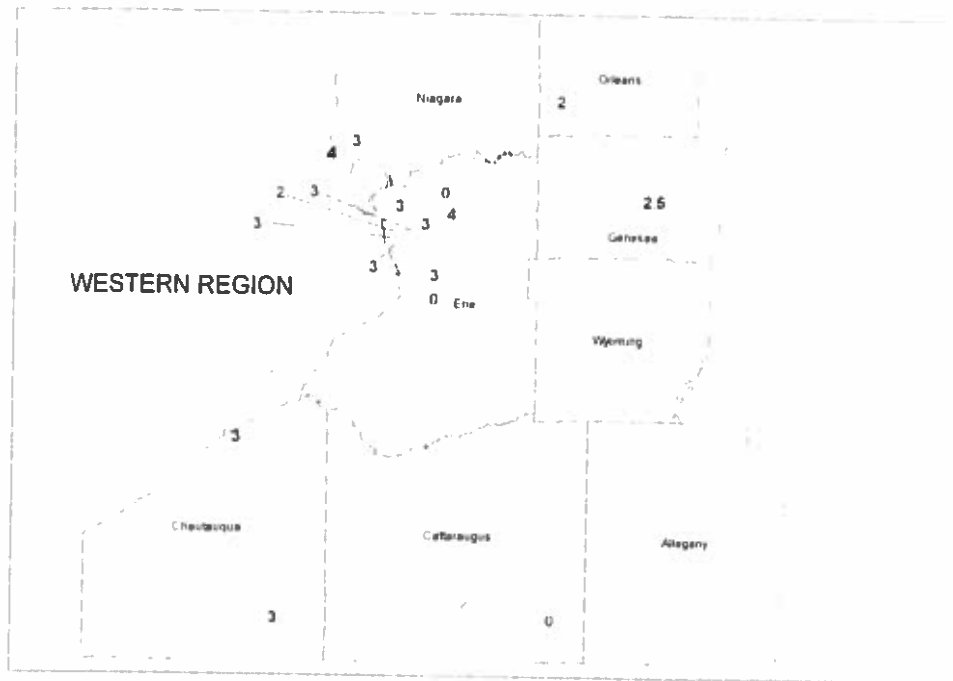 Orleans
Niagara
2
3
4
2 3
0
3
4
2 5
3
3
Genesee
3
3
WESTERN REGION
0
Erie
Wyoming
3
Chautauqua
Cattaraugus
Allegany
3
0